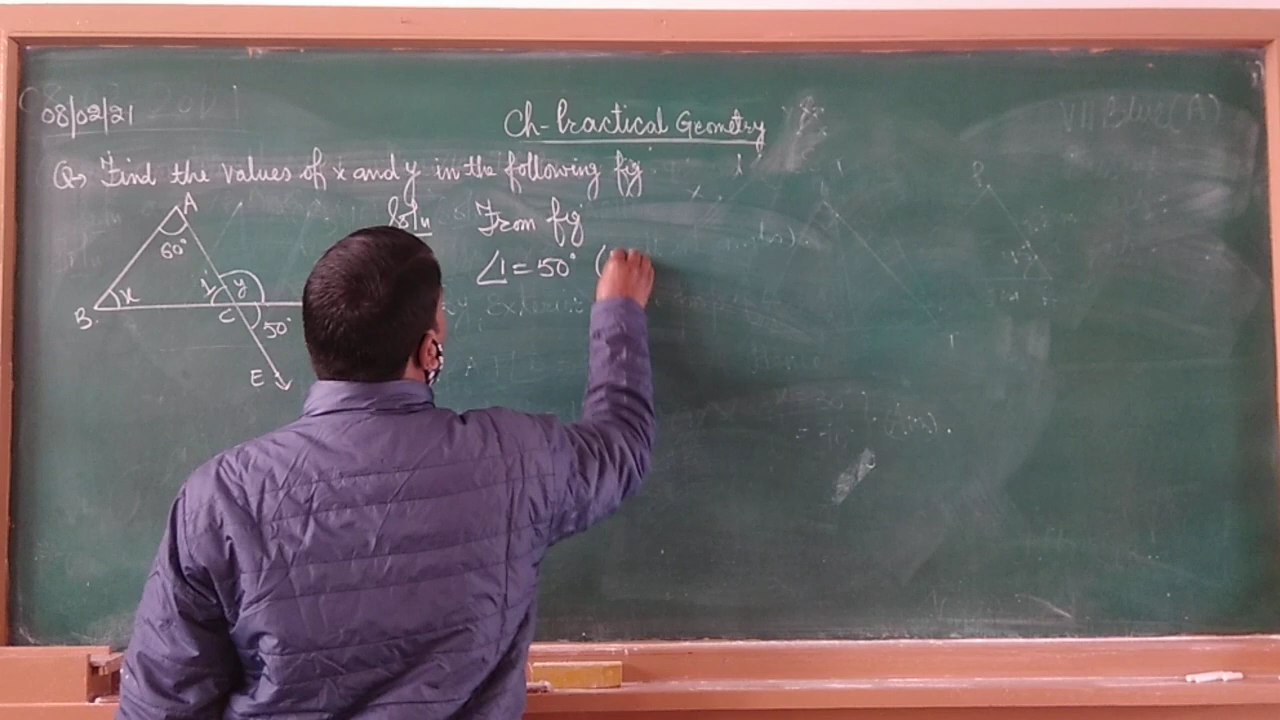 08/02/21
Ch- Practical Geometry
Q→ Find the values of x and y in the following fig
A
60°
B
x
1
y
C
50°
E
Soln
From fig
∠1 = 50° (